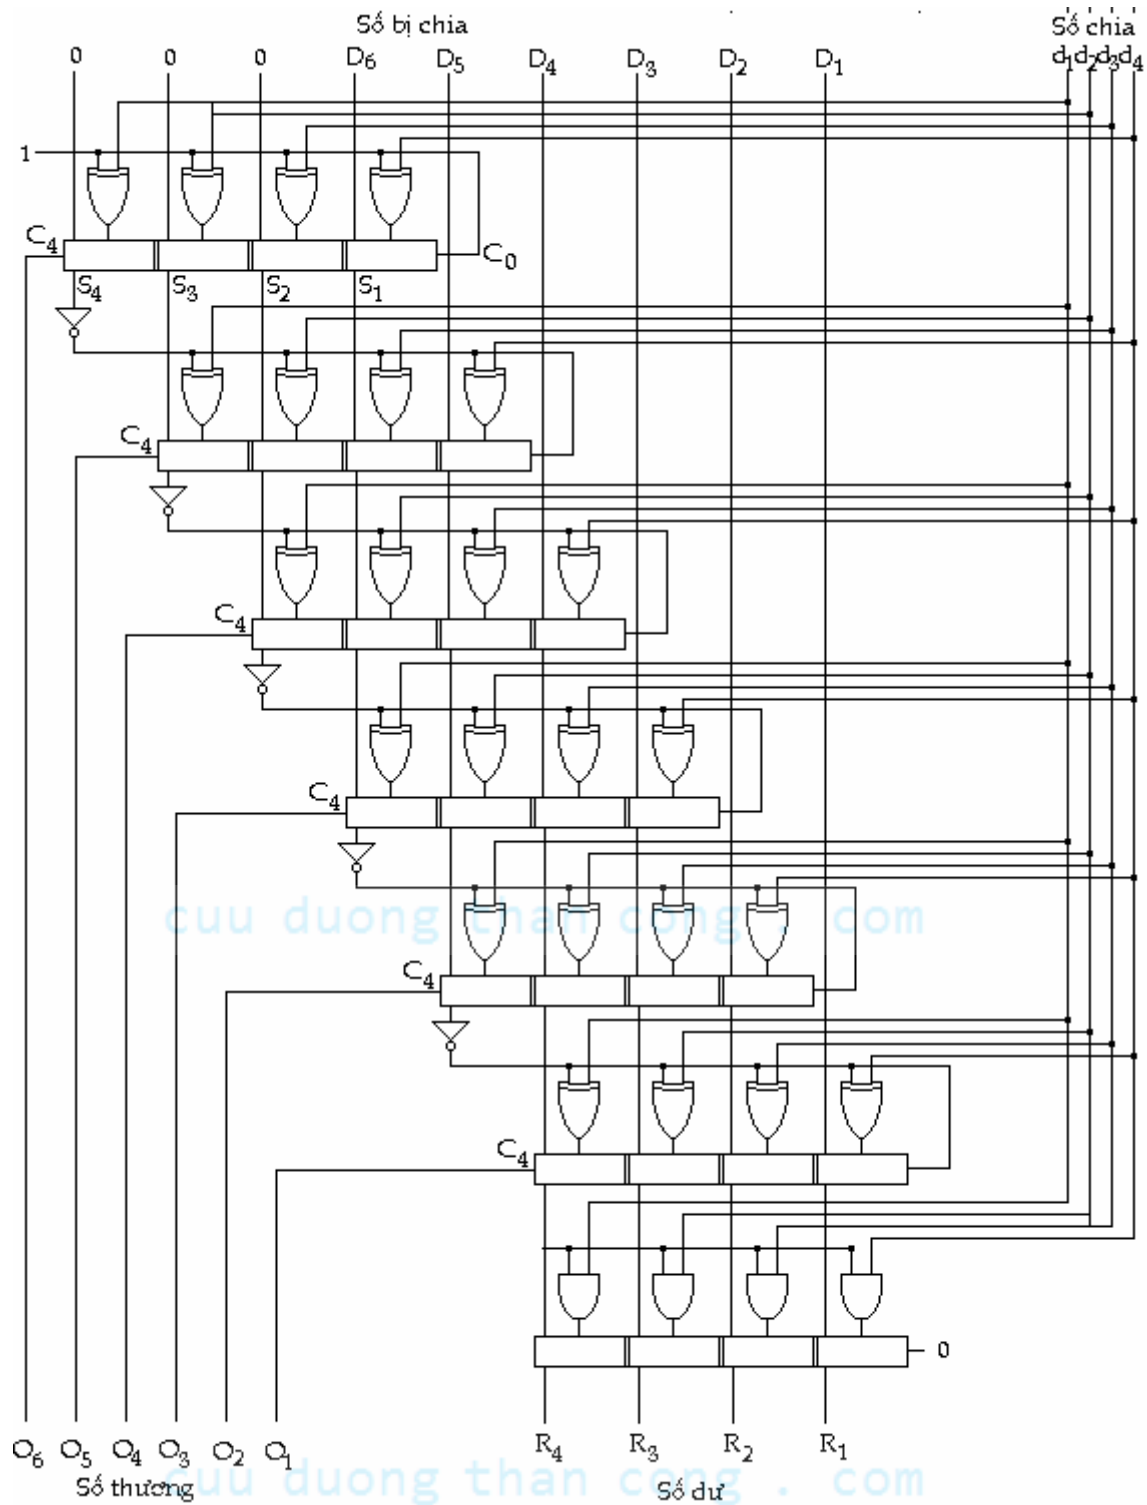 Số bị chia Số chia
0 0 0 D6 D5 D4 D3 D2 D1 d1 d2 d3 d4
1
C4 C0
S4 S3 S2 S1
C4
C4
C4
cuu duong than cong . com
C4
C4
0
O6 O5 O4 O3 O2 O1 R4 R3 R2 R1
Số thương Số dư
cuu duong than cong . com